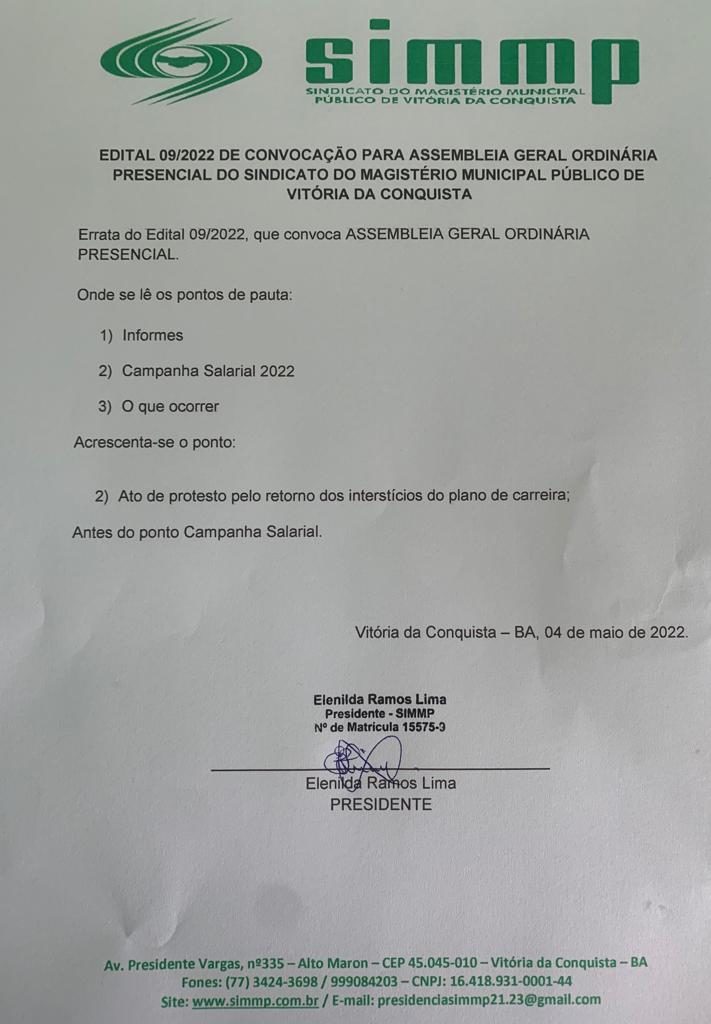 simmp
SINDICATO DO MAGISTÉRIO MUNICIPAL
PÚBLICO DE VITÓRIA DA CONQUISTA
EDITAL 09/2022 DE CONVOCAÇÃO PARA ASSEMBLEIA GERAL ORDINÁRIA
PRESENCIAL DO SINDICATO DO MAGISTÉRIO MUNICIPAL PÚBLICO DE
VITÓRIA DA CONQUISTA
Errata do Edital 09/2022, que convoca ASSEMBLEIA GERAL ORDINÁRIA
PRESENCIAL.
Onde se lê os pontos de pauta:
1) Informes
2) Campanha Salarial 2022
3) O que ocorrer
Acrescenta-se o ponto:
2) Ato de protesto pelo retorno dos interstícios do plano de carreira;
Antes do ponto Campanha Salarial.
Vitória da Conquista – BA, 04 de maio de 2022.
Elenilda Ramos Lima
Presidente - SIMMP
Nº de Matrícula 15575-9
Elenilda Ramos Lima
PRESIDENTE
Av. Presidente Vargas, nº335 – Alto Maron – CEP 45.045-010 – Vitória da Conquista – BA
Fones: (77) 3424-3698 / 999084203 – CNPJ: 16.418.931-0001-44
Site: www.simmp.com.br / E-mail: presidenciasimmp21.23@gmail.com